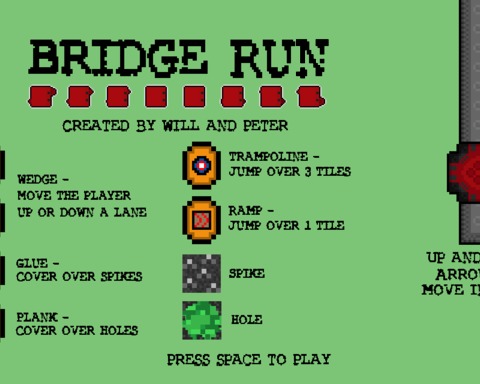 BRIDGE RUN
CREATED BY WILL AND PETER
WEDGE -
MOVE THE PLAYER
UP OR DOWN A LANE
GLUE -
COVER OVER SPIKES
PLANK -
COVER OVER HOLES
TRAMPOLINE -
JUMP OVER 3 TILES
RAMP -
JUMP OVER 1 TILE
SPIKE
HOLE
UP AND
ARRO
MOVE I
PRESS SPACE TO PLAY